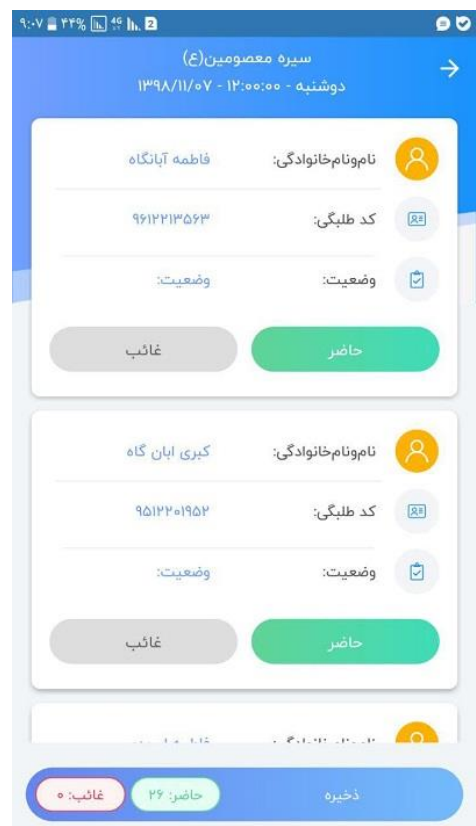 ۹:۰۷ ۴۴% 4G 2
سیره معصومین(ع)
دوشنبه - ۱۲:۰۰:۰۰ - ۱۳۹۸/۱۱/۰۷
نام‌ونام‌خانوادگی: فاطمه آبانگاه
کد طلبگی: ۹۶۱۲۲۱۳۵۶۳
وضعیت: وضعیت:
حاضر غائب
نام‌ونام‌خانوادگی: کبری ابان گاه
کد طلبگی: ۹۵۱۲۲۰۱۹۵۲
وضعیت: وضعیت:
حاضر غائب
ذخیره حاضر: ۲۶ غائب: ۰